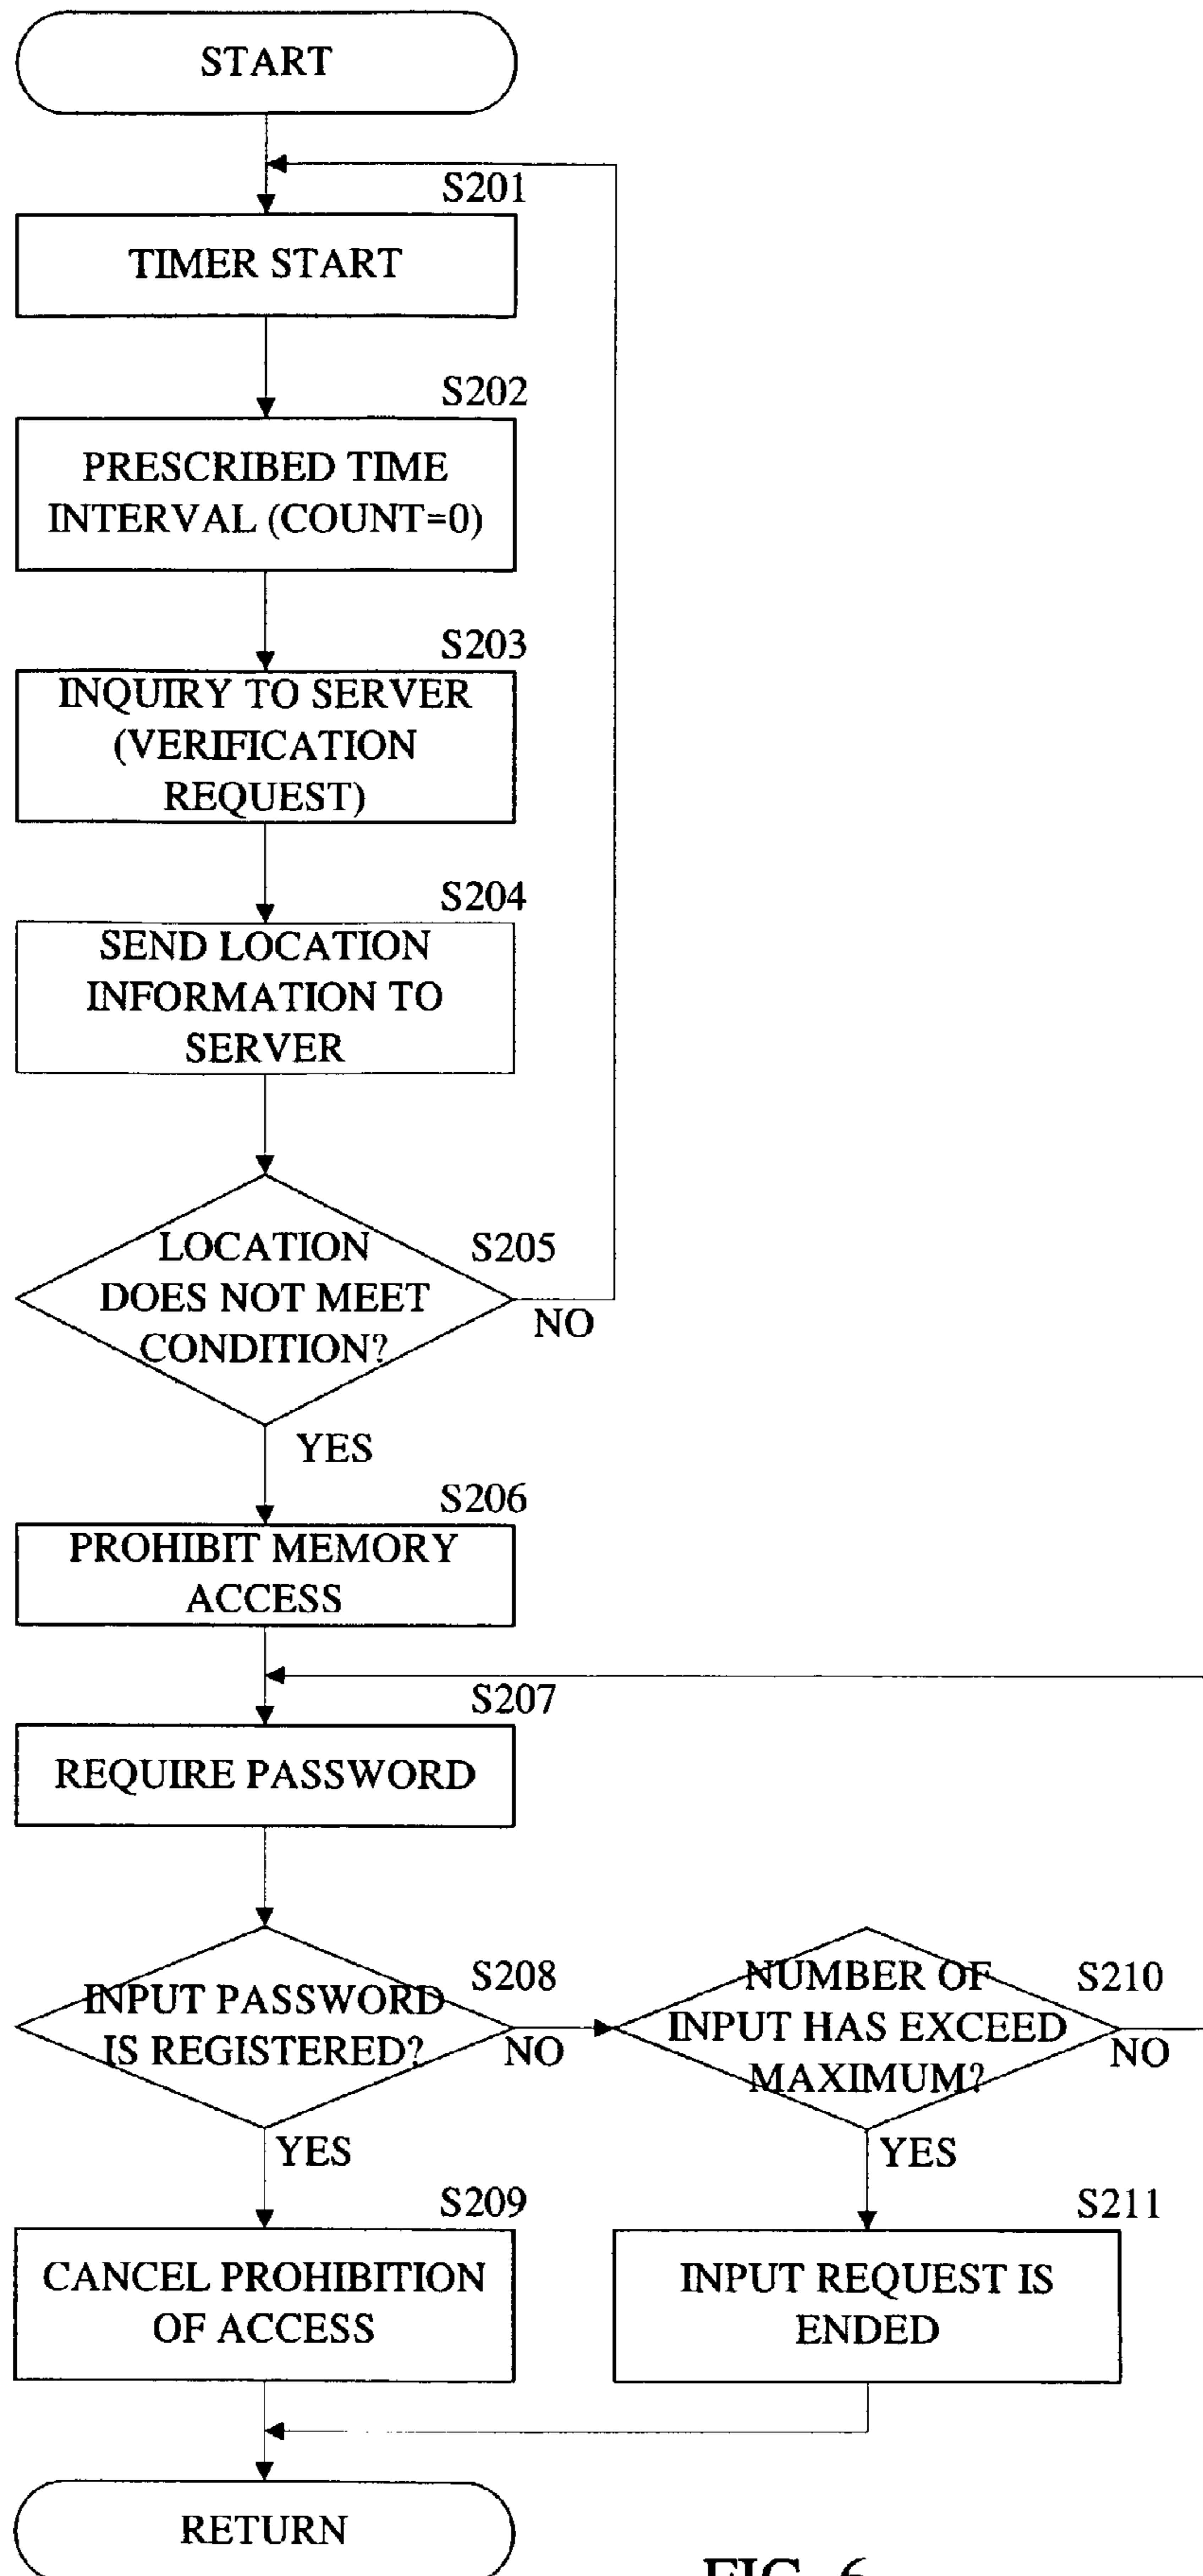 START
S201
TIMER START
S202
PRESCRIBED TIME
INTERVAL (COUNT=0)
S203
INQUIRY TO SERVER
(VERIFICATION
REQUEST)
S204
SEND LOCATION
INFORMATION TO
SERVER
LOCATION
DOES NOT MEET
CONDITION?
S205
NO
YES
S206
PROHIBIT MEMORY
ACCESS
S207
REQUIRE PASSWORD
INPUT PASSWORD
IS REGISTERED?
S208
NO
NUMBER OF
INPUT HAS EXCEED
MAXIMUM?
S210
NO
YES
YES
S209
CANCEL PROHIBITION
OF ACCESS
S211
INPUT REQUEST IS
ENDED
RETURN
FIG. 6